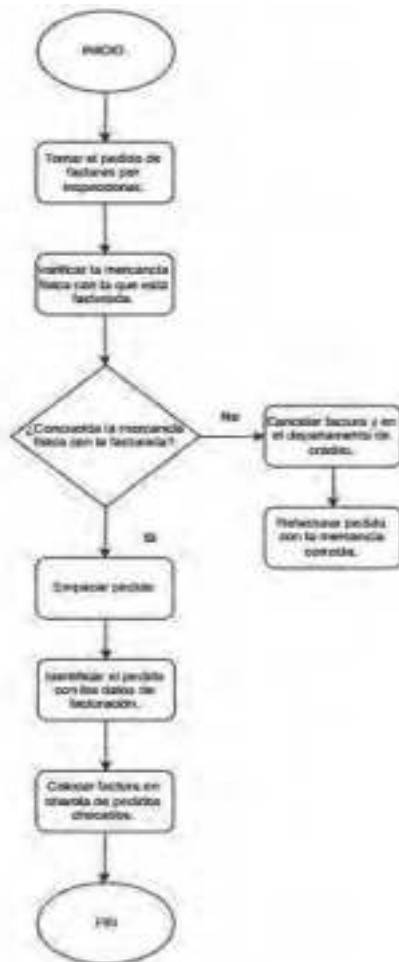 INICIO
Tomar el pedido de
facturas por
inspeccionar.
Verificar la mercancía
física con la que está
facturada.
¿Concuerda la mercancía
física con la facturada?
No
Cancelar factura y en
el departamento de
crédito.
Refacturar pedido
con la mercancía
correcta.
Si
Empacar pedido
Identificar el pedido
con los datos de
facturación.
Colocar factura en
charola de pedidos
checados.
FIN